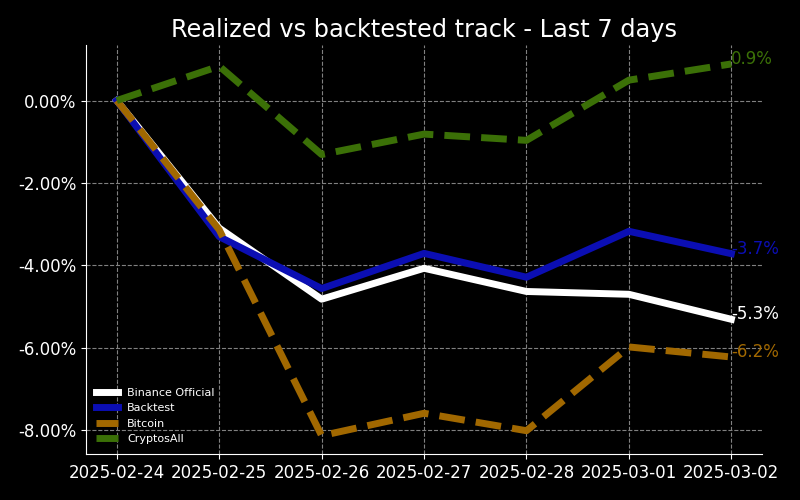 Realized vs backtested track - Last 7 days
0.9%
0.00%
-2.00%
-3.7%
-4.00%
-5.3%
-6.00%
-6.2%
Binance Official
Backtest
Bitcoin
CryptosAll
-8.00%
2025-02-24 2025-02-25 2025-02-26 2025-02-27 2025-02-28 2025-03-01 2025-03-02